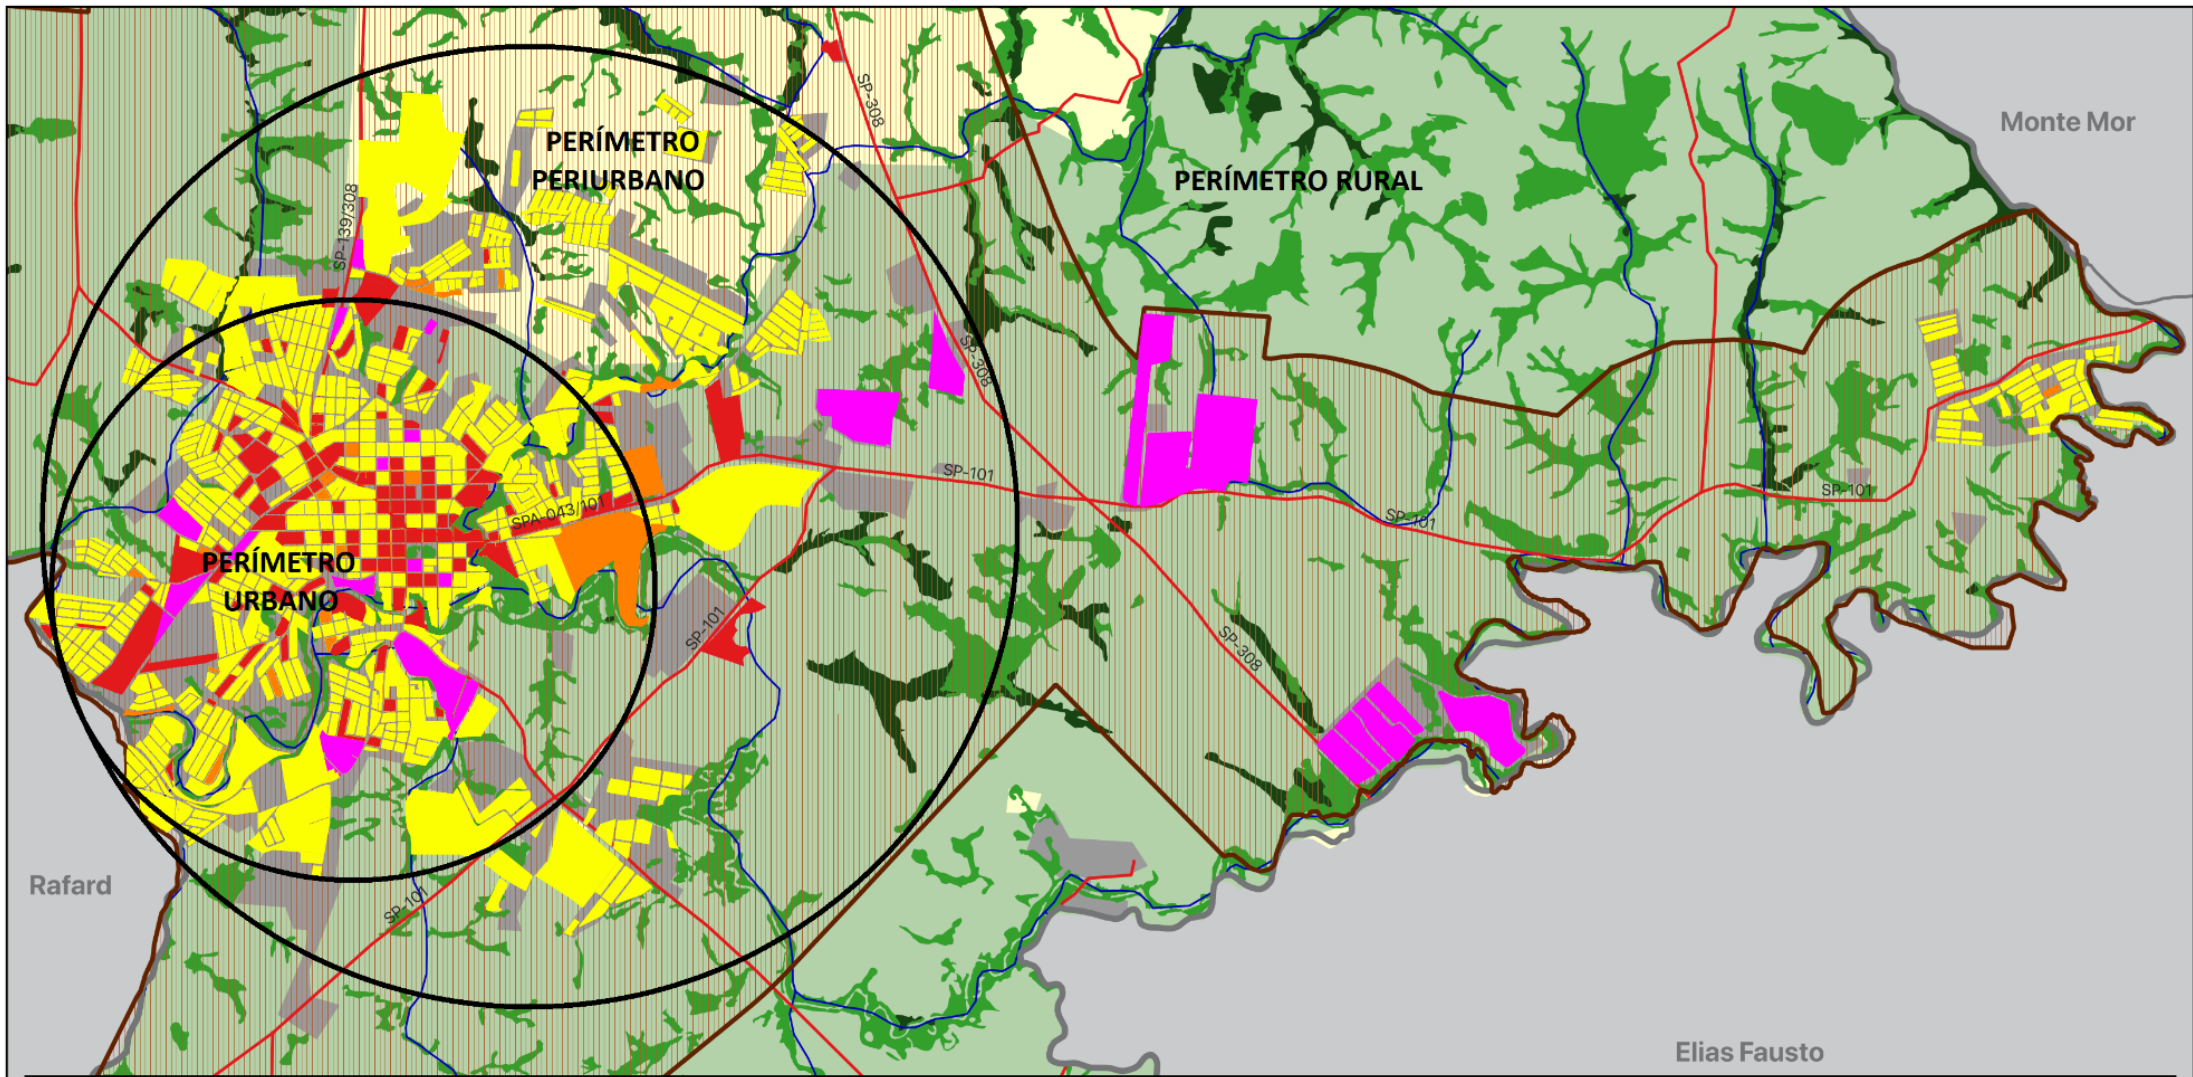 SP-308
Monte Mor
PERÍMETRO
PERIURBANO
PERÍMETRO RURAL
SP-139/308
SP-308
SP-101
SP-101
SP-101
SPA-043/101
PERÍMETRO
URBANO
SP-101
SP-308
Rafard
SP-101
Elias Fausto